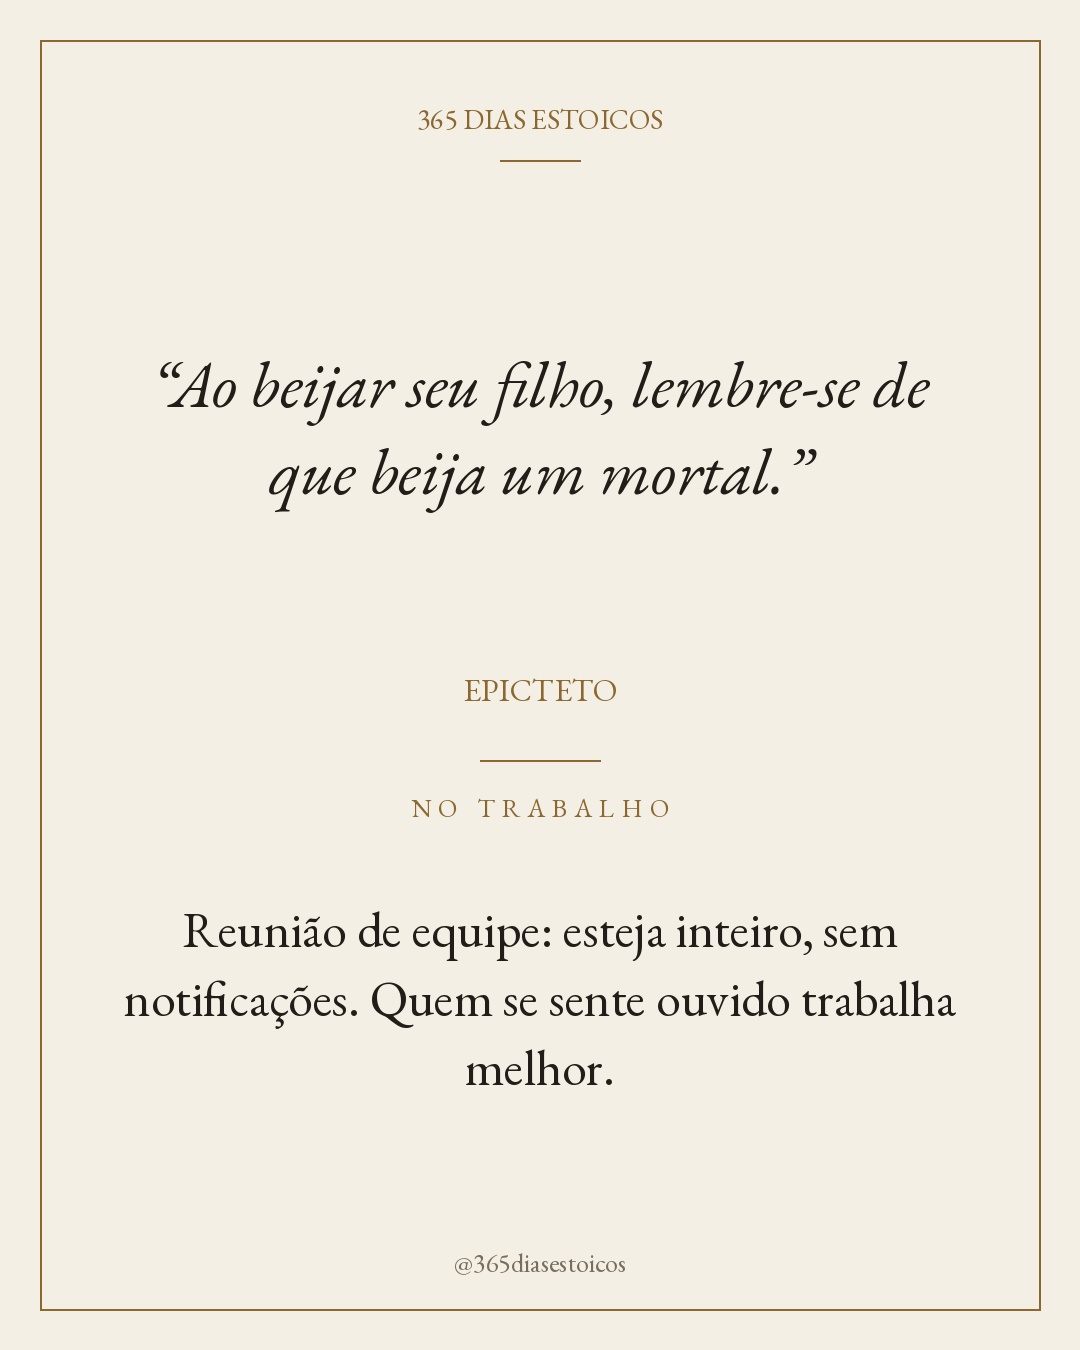 365 DIAS ESTOICOS
“Ao beijar seu filho, lembre-se de
que beija um mortal.”
EPICTETO
NO TRABALHO
Reunião de equipe: esteja inteiro, sem
notificações. Quem se sente ouvido trabalha
melhor.
@365diasestoicos